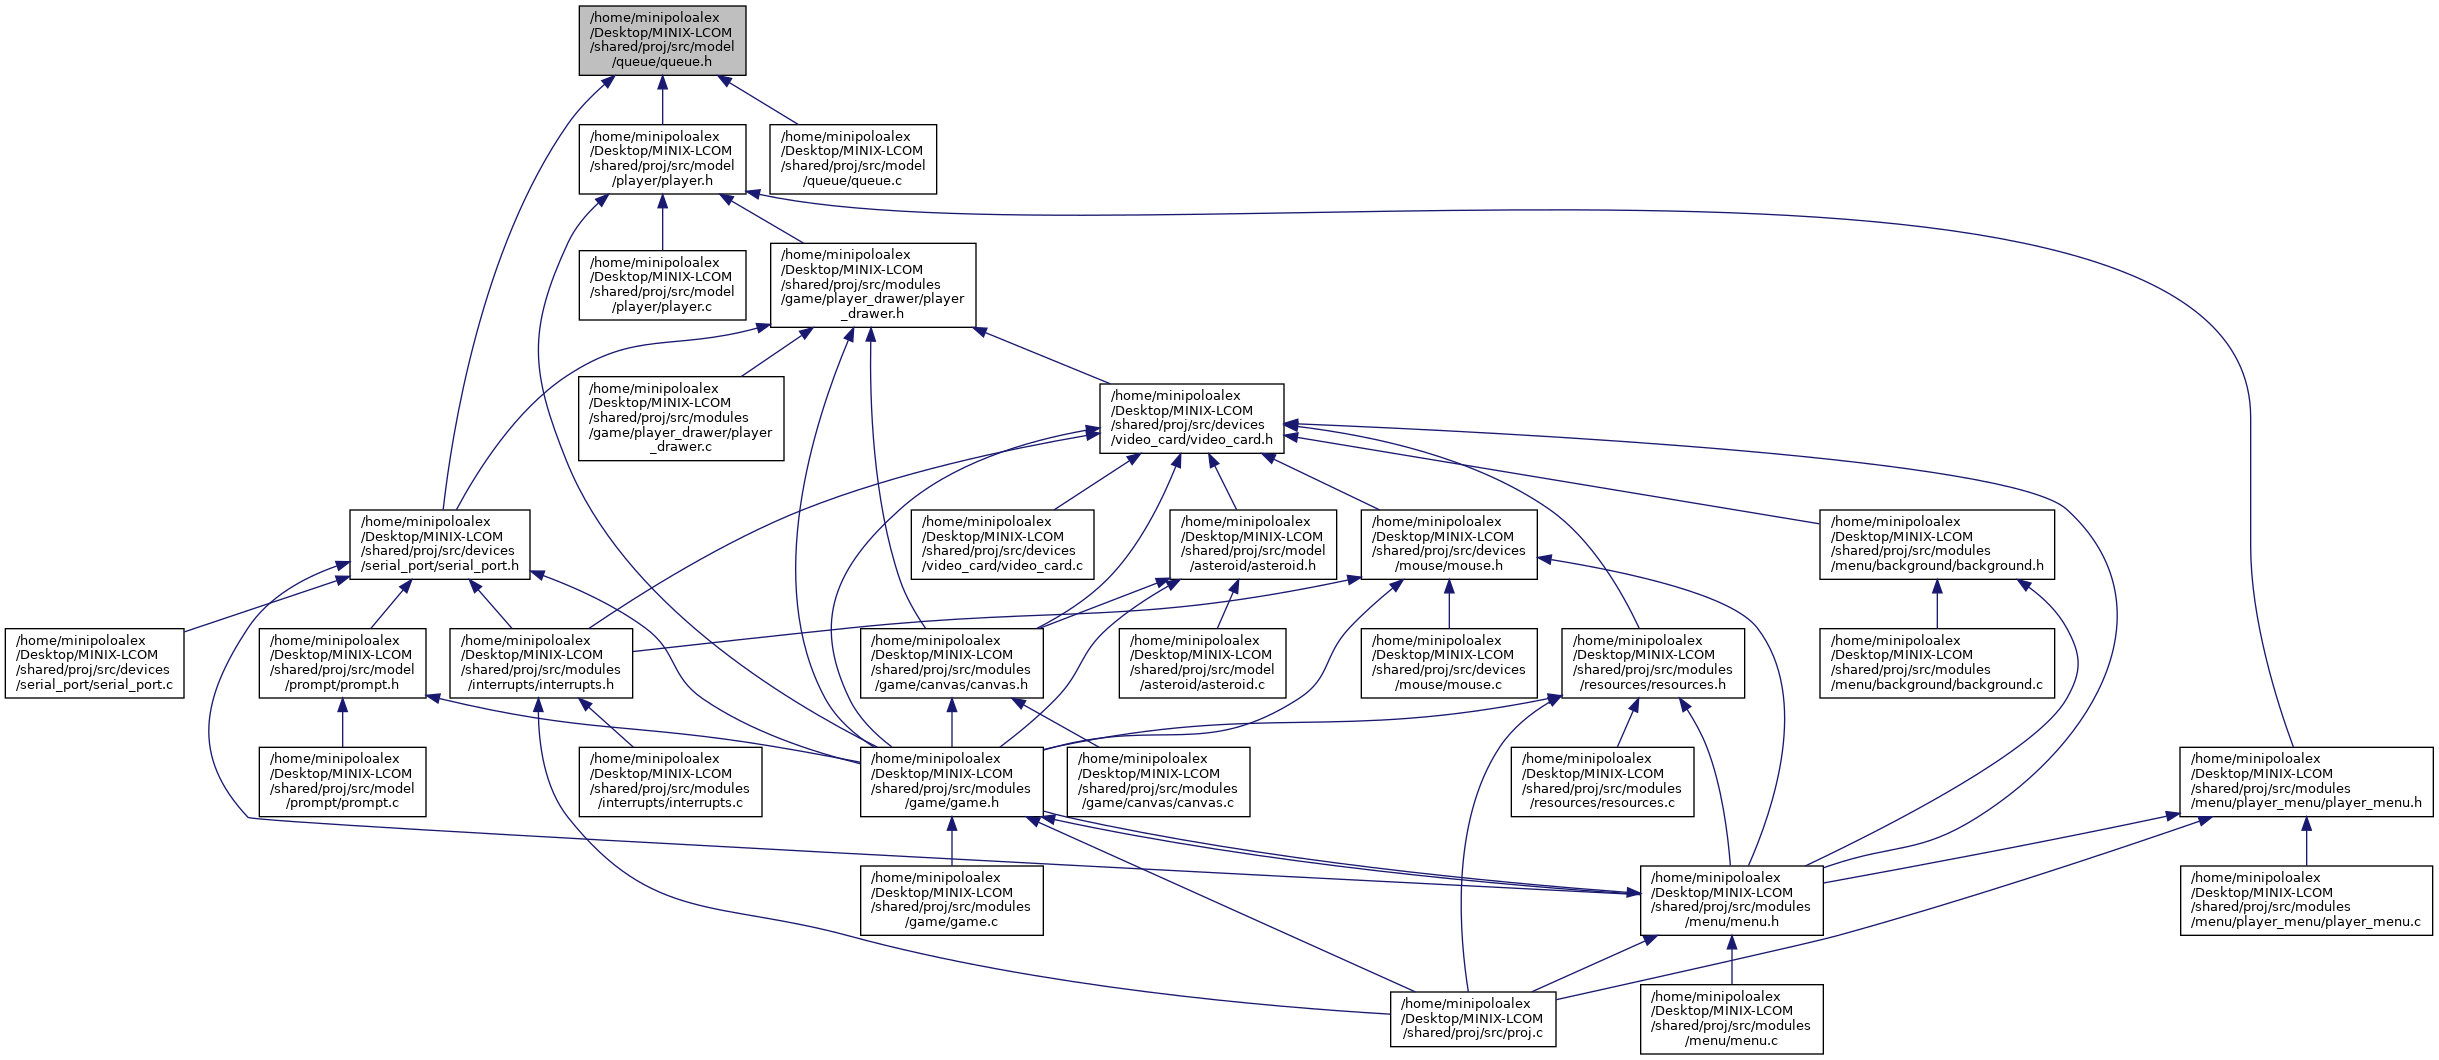 /home/minipoloalex
/Desktop/MINIX-LCOM
/shared/proj/src/model
/queue/queue.h
/home/minipoloalex
/Desktop/MINIX-LCOM
/shared/proj/src/model
/player/player.h
/home/minipoloalex
/Desktop/MINIX-LCOM
/shared/proj/src/model
/queue/queue.c
/home/minipoloalex
/Desktop/MINIX-LCOM
/shared/proj/src/model
/player/player.c
/home/minipoloalex
/Desktop/MINIX-LCOM
/shared/proj/src/modules
/game/player_drawer/player
_drawer.h
/home/minipoloalex
/Desktop/MINIX-LCOM
/shared/proj/src/modules
/game/player_drawer/player
_drawer.c
/home/minipoloalex
/Desktop/MINIX-LCOM
/shared/proj/src/devices
/video_card/video_card.h
/home/minipoloalex
/Desktop/MINIX-LCOM
/shared/proj/src/devices
/serial_port/serial_port.h
/home/minipoloalex
/Desktop/MINIX-LCOM
/shared/proj/src/devices
/video_card/video_card.c
/home/minipoloalex
/Desktop/MINIX-LCOM
/shared/proj/src/model
/asteroid/asteroid.h
/home/minipoloalex
/Desktop/MINIX-LCOM
/shared/proj/src/devices
/mouse/mouse.h
/home/minipoloalex
/Desktop/MINIX-LCOM
/shared/proj/src/modules
/menu/background/background.h
/home/minipoloalex
/Desktop/MINIX-LCOM
/shared/proj/src/devices
/serial_port/serial_port.c
/home/minipoloalex
/Desktop/MINIX-LCOM
/shared/proj/src/model
/prompt/prompt.h
/home/minipoloalex
/Desktop/MINIX-LCOM
/shared/proj/src/modules
/interrupts/interrupts.h
/home/minipoloalex
/Desktop/MINIX-LCOM
/shared/proj/src/modules
/game/canvas/canvas.h
/home/minipoloalex
/Desktop/MINIX-LCOM
/shared/proj/src/model
/asteroid/asteroid.c
/home/minipoloalex
/Desktop/MINIX-LCOM
/shared/proj/src/devices
/mouse/mouse.c
/home/minipoloalex
/Desktop/MINIX-LCOM
/shared/proj/src/modules
/resources/resources.h
/home/minipoloalex
/Desktop/MINIX-LCOM
/shared/proj/src/modules
/menu/background/background.c
/home/minipoloalex
/Desktop/MINIX-LCOM
/shared/proj/src/model
/prompt/prompt.c
/home/minipoloalex
/Desktop/MINIX-LCOM
/shared/proj/src/modules
/interrupts/interrupts.c
/home/minipoloalex
/Desktop/MINIX-LCOM
/shared/proj/src/modules
/game/game.h
/home/minipoloalex
/Desktop/MINIX-LCOM
/shared/proj/src/modules
/game/canvas/canvas.c
/home/minipoloalex
/Desktop/MINIX-LCOM
/shared/proj/src/modules
/resources/resources.c
/home/minipoloalex
/Desktop/MINIX-LCOM
/shared/proj/src/modules
/menu/player_menu/player_menu.h
/home/minipoloalex
/Desktop/MINIX-LCOM
/shared/proj/src/modules
/game/game.c
/home/minipoloalex
/Desktop/MINIX-LCOM
/shared/proj/src/modules
/menu/menu.h
/home/minipoloalex
/Desktop/MINIX-LCOM
/shared/proj/src/modules
/menu/player_menu/player_menu.c
/home/minipoloalex
/Desktop/MINIX-LCOM
/shared/proj/src/proj.c
/home/minipoloalex
/Desktop/MINIX-LCOM
/shared/proj/src/modules
/menu/menu.c